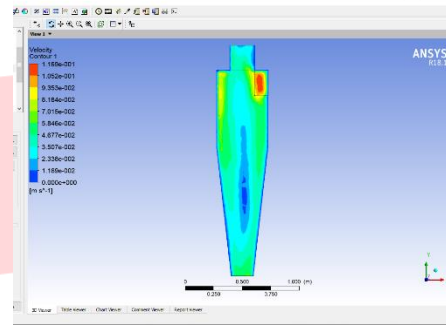 View 1
Velocity
Contour 1
1.169e-001
1.052e-001
9.353e-002
8.184e-002
7.015e-002
5.846e-002
4.677e-002
3.507e-002
2.338e-002
1.169e-002
0.000e+000
[m s^-1]
ANSYS
R18.1
0 0.500 1.000 (m)
0.250 0.750
Y
3D Viewer Table Viewer Chart Viewer Comment Viewer Report Viewer